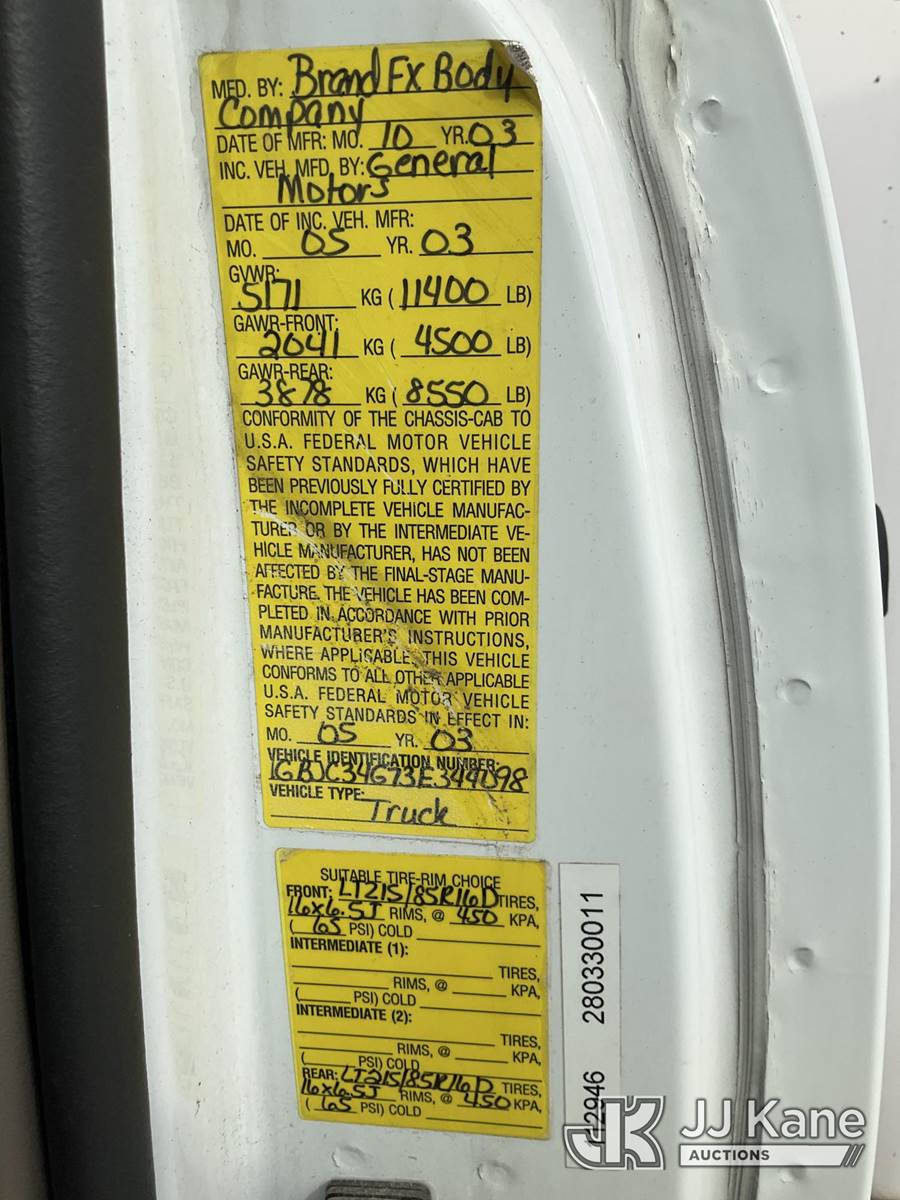 MFD. BY: Brand FX Body
Company
DATE OF MFR: MO. 10 YR. 03
INC. VEH. MFD. BY: General
Motors
DATE OF INC. VEH. MFR:
MO. 05 YR. 03
GVWR:
5171 KG ( 11400 LB)
GAWR-FRONT:
2041 KG ( 4500 LB)
GAWR-REAR:
3878 KG ( 8550 LB)
CONFORMITY OF THE CHASSIS-CAB TO
U.S.A. FEDERAL MOTOR VEHICLE
SAFETY STANDARDS, WHICH HAVE
BEEN PREVIOUSLY FULLY CERTIFIED BY
THE INCOMPLETE VEHICLE MANUFAC-
TURER OR BY THE INTERMEDIATE VE-
HICLE MANUFACTURER, HAS NOT BEEN
AFFECTED BY THE FINAL-STAGE MANU-
FACTURE. THE VEHICLE HAS BEEN COM-
PLETED IN ACCORDANCE WITH PRIOR
MANUFACTURER'S INSTRUCTIONS,
WHERE APPLICABLE. THIS VEHICLE
CONFORMS TO ALL OTHER APPLICABLE
U.S.A. FEDERAL MOTOR VEHICLE
SAFETY STANDARDS IN EFFECT IN:
MO. 05 YR. 03
VEHICLE IDENTIFICATION NUMBER:
VEHICLE TYPE:
Truck
SUITABLE TIRE-RIM CHOICE
FRONT: LT215/85R16D TIRES,
16x6.5J RIMS, @ 450 KPA,
( 65 PSI) COLD
INTERMEDIATE (1):
TIRES,
RIMS, @ KPA,
( PSI) COLD
INTERMEDIATE (2):
TIRES,
RIMS, @ KPA,
( PSI) COLD
REAR: LT215/85R16D TIRES,
16x6.5J RIMS, @ 450 KPA,
( 65 PSI) COLD
280330011
JK JJ Kane
AUCTIONS